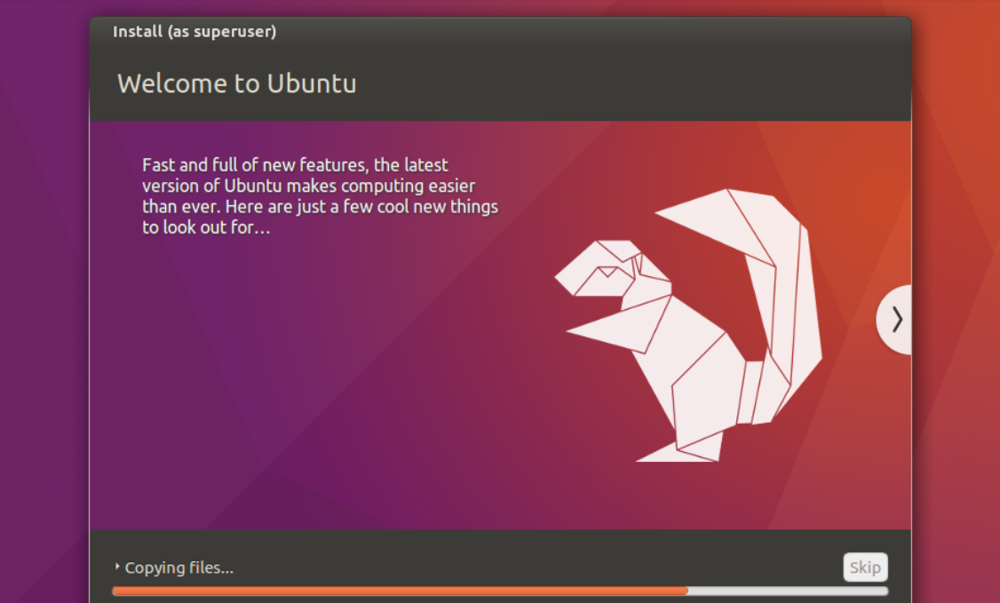 Install (as superuser)
Welcome to Ubuntu
Fast and full of new features, the latest
version of Ubuntu makes computing easier
than ever. Here are just a few cool new things
to look out for…
Copying files...
Skip